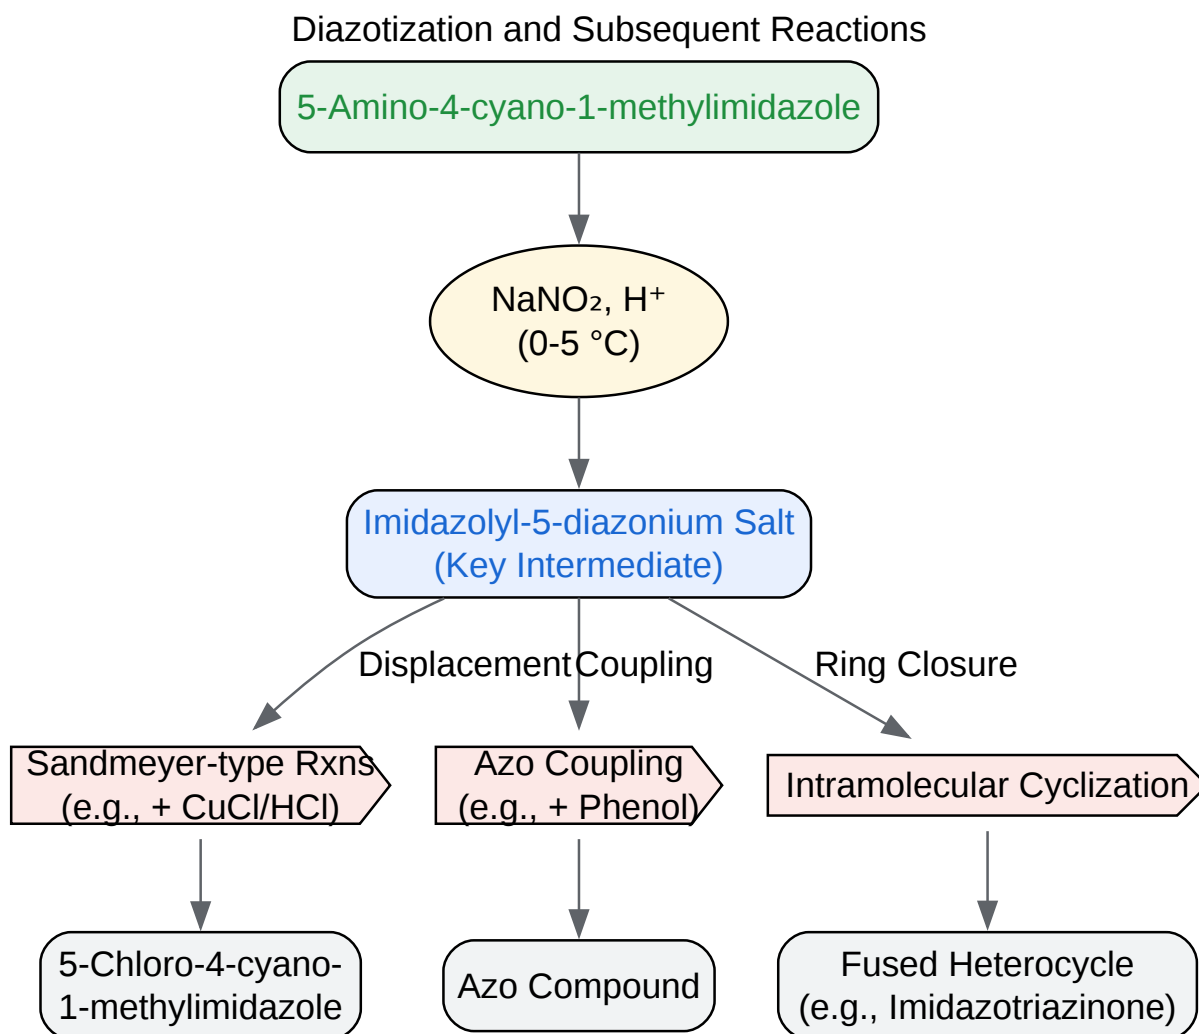 Diazotization and Subsequent Reactions
5-Amino-4-cyano-1-methylimidazole
NaNO₂, H⁺
(0-5 °C)
Imidazolyl-5-diazonium Salt
(Key Intermediate)
Displacement
Coupling
Ring Closure
Sandmeyer-type Rxns
(e.g., + CuCl/HCl)
Azo Coupling
(e.g., + Phenol)
Intramolecular Cyclization
5-Chloro-4-cyano-
1-methylimidazole
Azo Compound
Fused Heterocycle
(e.g., Imidazotriazinone)